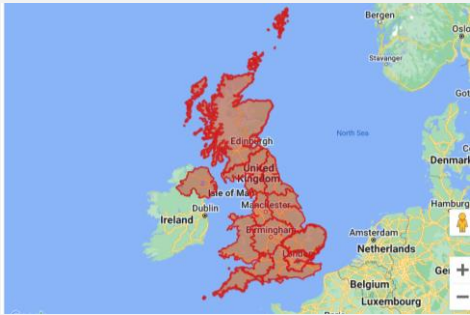 Bergen
Oslo
Stavanger
Got
North Sea
Edinburgh
Denmark
United
Kingdom
Isle of Man
Manchester
Dublin
Ireland
Hamburg
Birmingham
Amsterdam
Netherlands
London
Belgium
Ger
Luxembourg
+
−